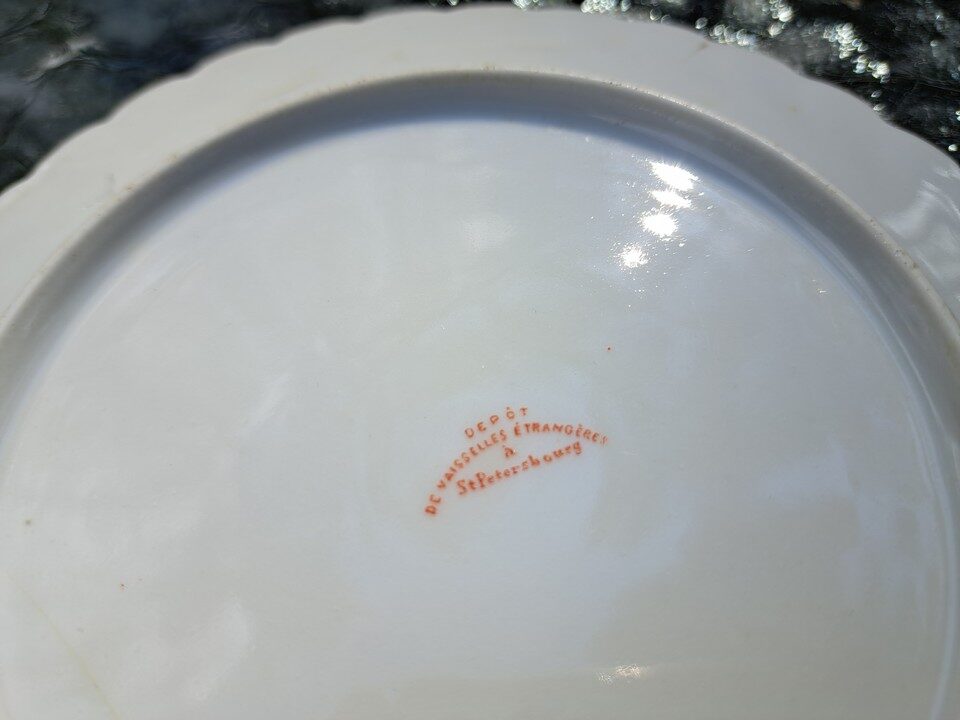 DEPÔT
DE VAISSELLES ÉTRANGÈRES
à
St Petersbourg